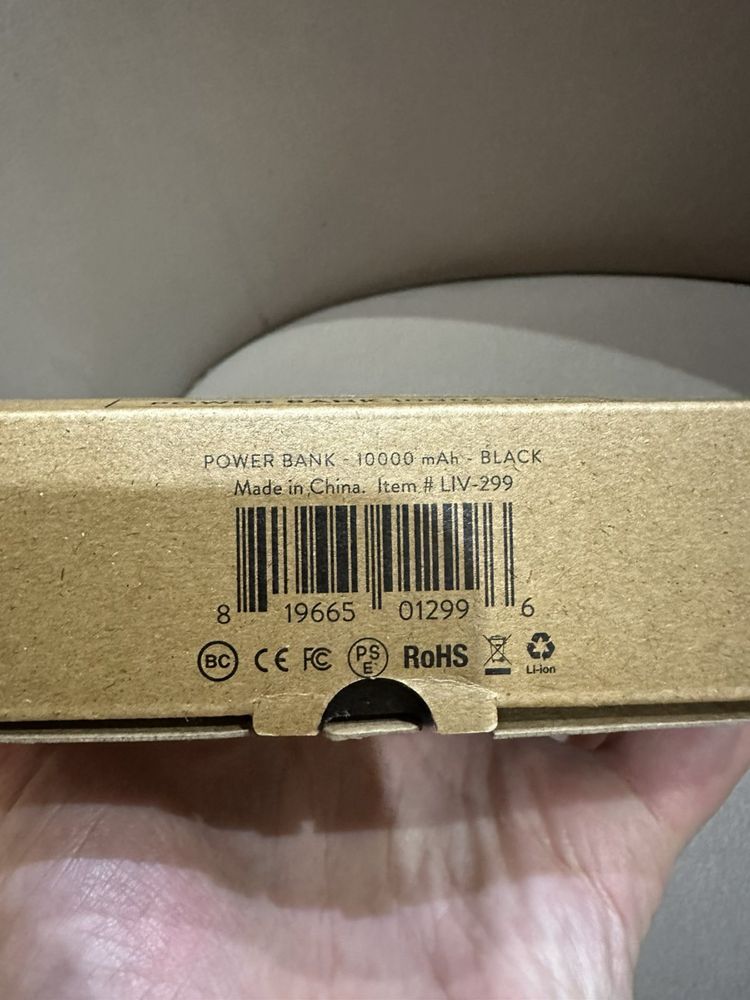 POWER BANK - 10000 mAh - BLACK
Made in China. Item # LIV-299
8 19665 01299 6
BC CE FC PSE RoHS
Li-ion